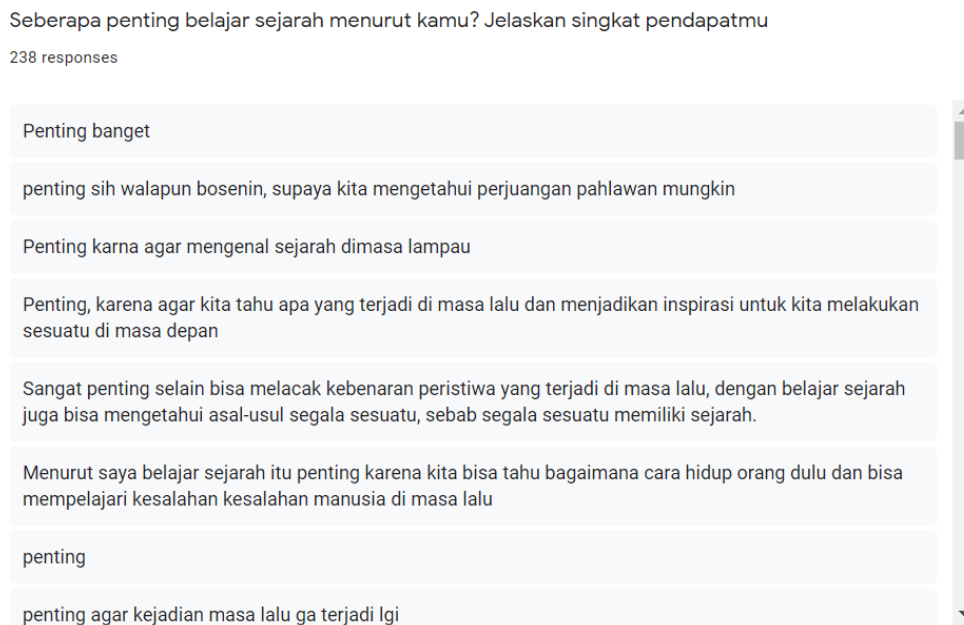 Seberapa penting belajar sejarah menurut kamu? Jelaskan singkat pendapatmu
238 responses
Penting banget
penting sih walapun bosenin, supaya kita mengetahui perjuangan pahlawan mungkin
Penting karna agar mengenal sejarah dimasa lampau
Penting, karena agar kita tahu apa yang terjadi di masa lalu dan menjadikan inspirasi untuk kita melakukan
sesuatu di masa depan
Sangat penting selain bisa melacak kebenaran peristiwa yang terjadi di masa lalu, dengan belajar sejarah
juga bisa mengetahui asal-usul segala sesuatu, sebab segala sesuatu memiliki sejarah.
Menurut saya belajar sejarah itu penting karena kita bisa tahu bagaimana cara hidup orang dulu dan bisa
mempelajari kesalahan kesalahan manusia di masa lalu
penting
penting agar kejadian masa lalu ga terjadi lgi